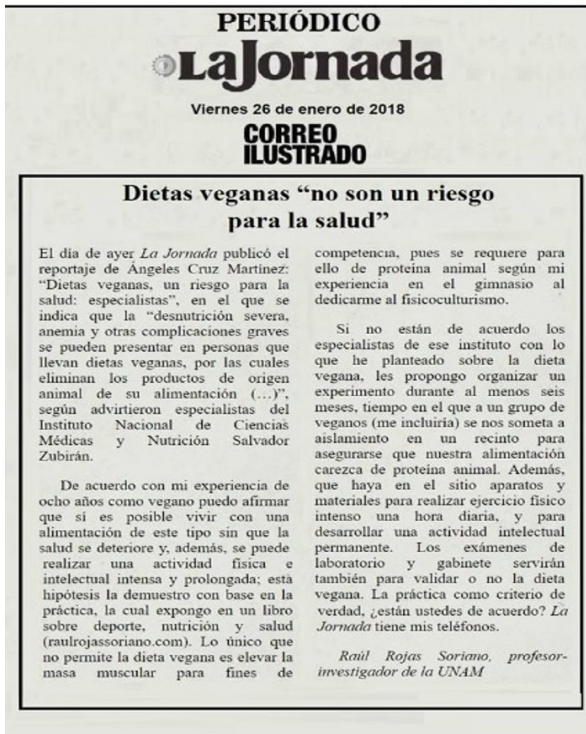 PERIÓDICO
La Jornada
Viernes 26 de enero de 2018
CORREO
ILUSTRADO
Dietas veganas “no son un riesgo
para la salud”
El día de ayer La Jornada publicó el
reportaje de Ángeles Cruz Martínez:
“Dietas veganas, un riesgo para la
salud: especialistas”, en el que se
indica que la “desnutrición severa,
anemia y otras complicaciones graves
se pueden presentar en personas que
llevan dietas veganas, por las cuales
eliminan los productos de origen
animal de su alimentación (...)”,
según advirtieron especialistas del
Instituto Nacional de Ciencias
Médicas y Nutrición Salvador
Zubirán.
De acuerdo con mi experiencia de
ocho años como vegano puedo afirmar
que sí es posible vivir con una
alimentación de este tipo sin que la
salud se deteriore y, además, se puede
realizar una actividad física e
intelectual intensa y prolongada; esta
hipótesis la demuestro con base en la
práctica, la cual expongo en un libro
sobre deporte, nutrición y salud
(raulrojassoriano.com). Lo único que
no permite la dieta vegana es elevar la
masa muscular para fines de
competencia, pues se requiere para
ello de proteína animal según mi
experiencia en el gimnasio al
dedicarme al fisicoculturismo.
Si no están de acuerdo los
especialistas de ese instituto con lo
que he planteado sobre la dieta
vegana, les propongo organizar un
experimento durante al menos seis
meses, tiempo en el que a un grupo de
veganos (me incluiría) se nos someta a
aislamiento en un recinto para
asegurarse que nuestra alimentación
carezca de proteína animal. Además,
que haya en el sitio aparatos y
materiales para realizar ejercicio físico
intenso una hora diaria, y para
desarrollar una actividad intelectual
permanente. Los exámenes de
laboratorio y gabinete servirán
también para validar o no la dieta
vegana. La práctica como criterio de
verdad, ¿están ustedes de acuerdo? La
Jornada tiene mis teléfonos.
Raúl Rojas Soriano, profesor-
investigador de la UNAM